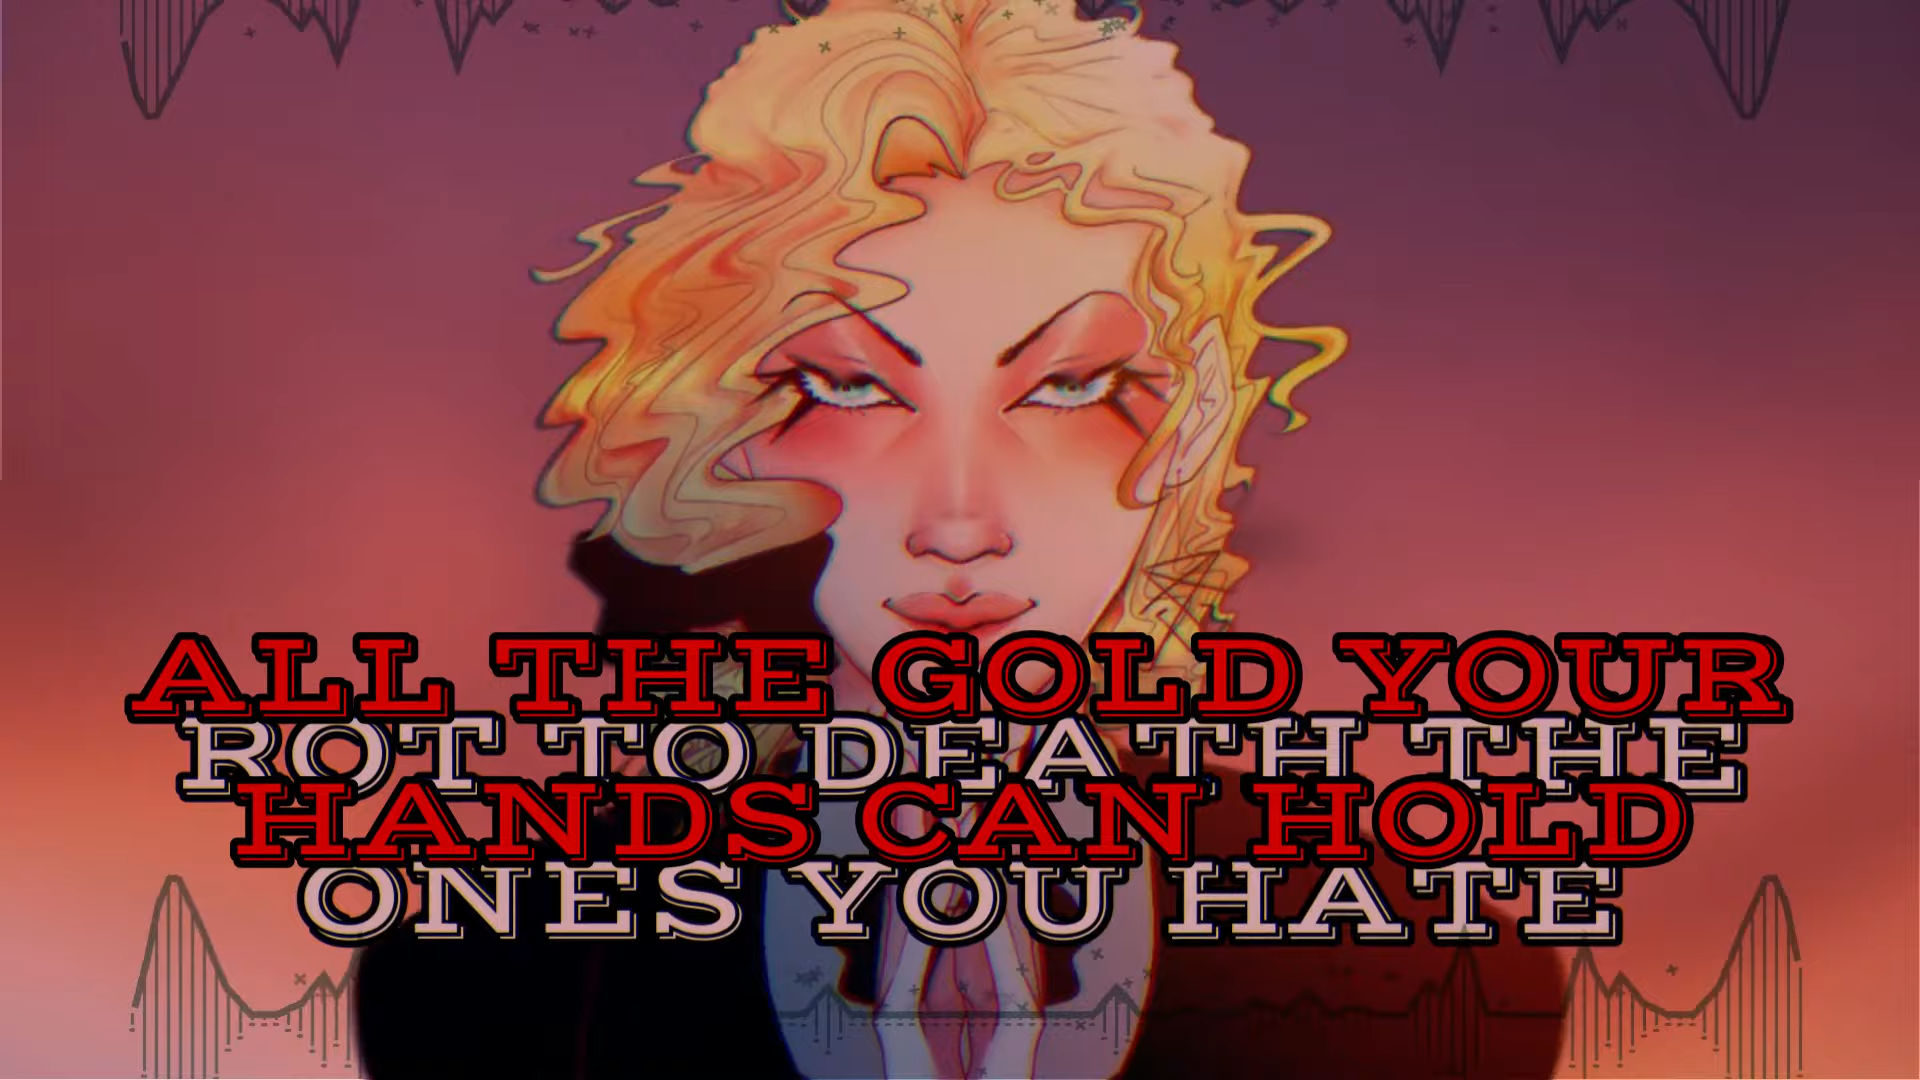 ALL THE GOLD YOUR
ROT TO DEATH THE
HANDS CAN HOLD
ONES YOU HATE